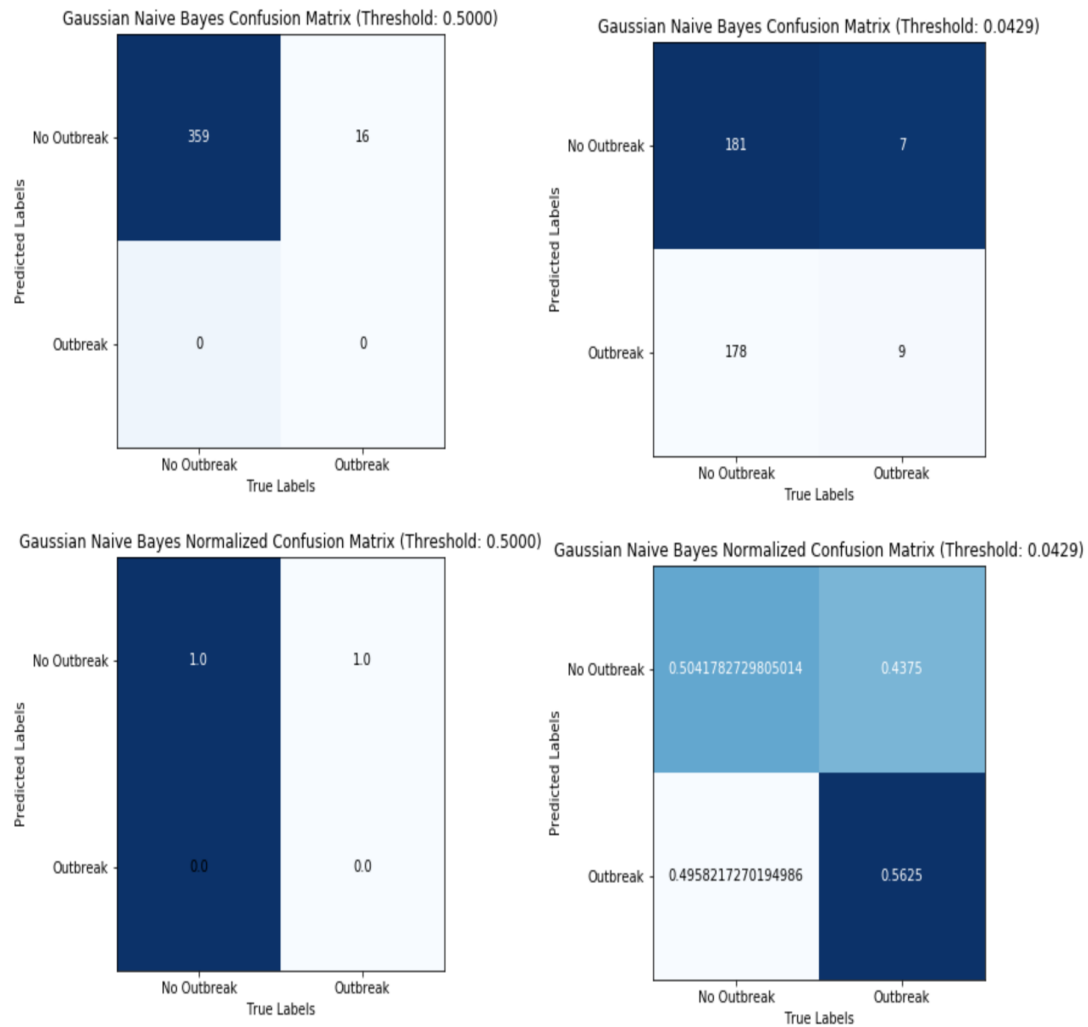 Gaussian Naive Bayes Confusion Matrix (Threshold: 0.5000)
No Outbreak
359
16
Predicted Labels
Outbreak
0
0
No Outbreak
Outbreak
True Labels
Gaussian Naive Bayes Confusion Matrix (Threshold: 0.0429)
No Outbreak
181
7
Predicted Labels
Outbreak
178
9
No Outbreak
Outbreak
True Labels
Gaussian Naive Bayes Normalized Confusion Matrix (Threshold: 0.5000)
No Outbreak
1.0
1.0
Predicted Labels
Outbreak
0.0
0.0
No Outbreak
Outbreak
True Labels
Gaussian Naive Bayes Normalized Confusion Matrix (Threshold: 0.0429)
No Outbreak
0.5041782729805014
0.4375
Predicted Labels
Outbreak
0.4958217270194986
0.5625
No Outbreak
Outbreak
True Labels